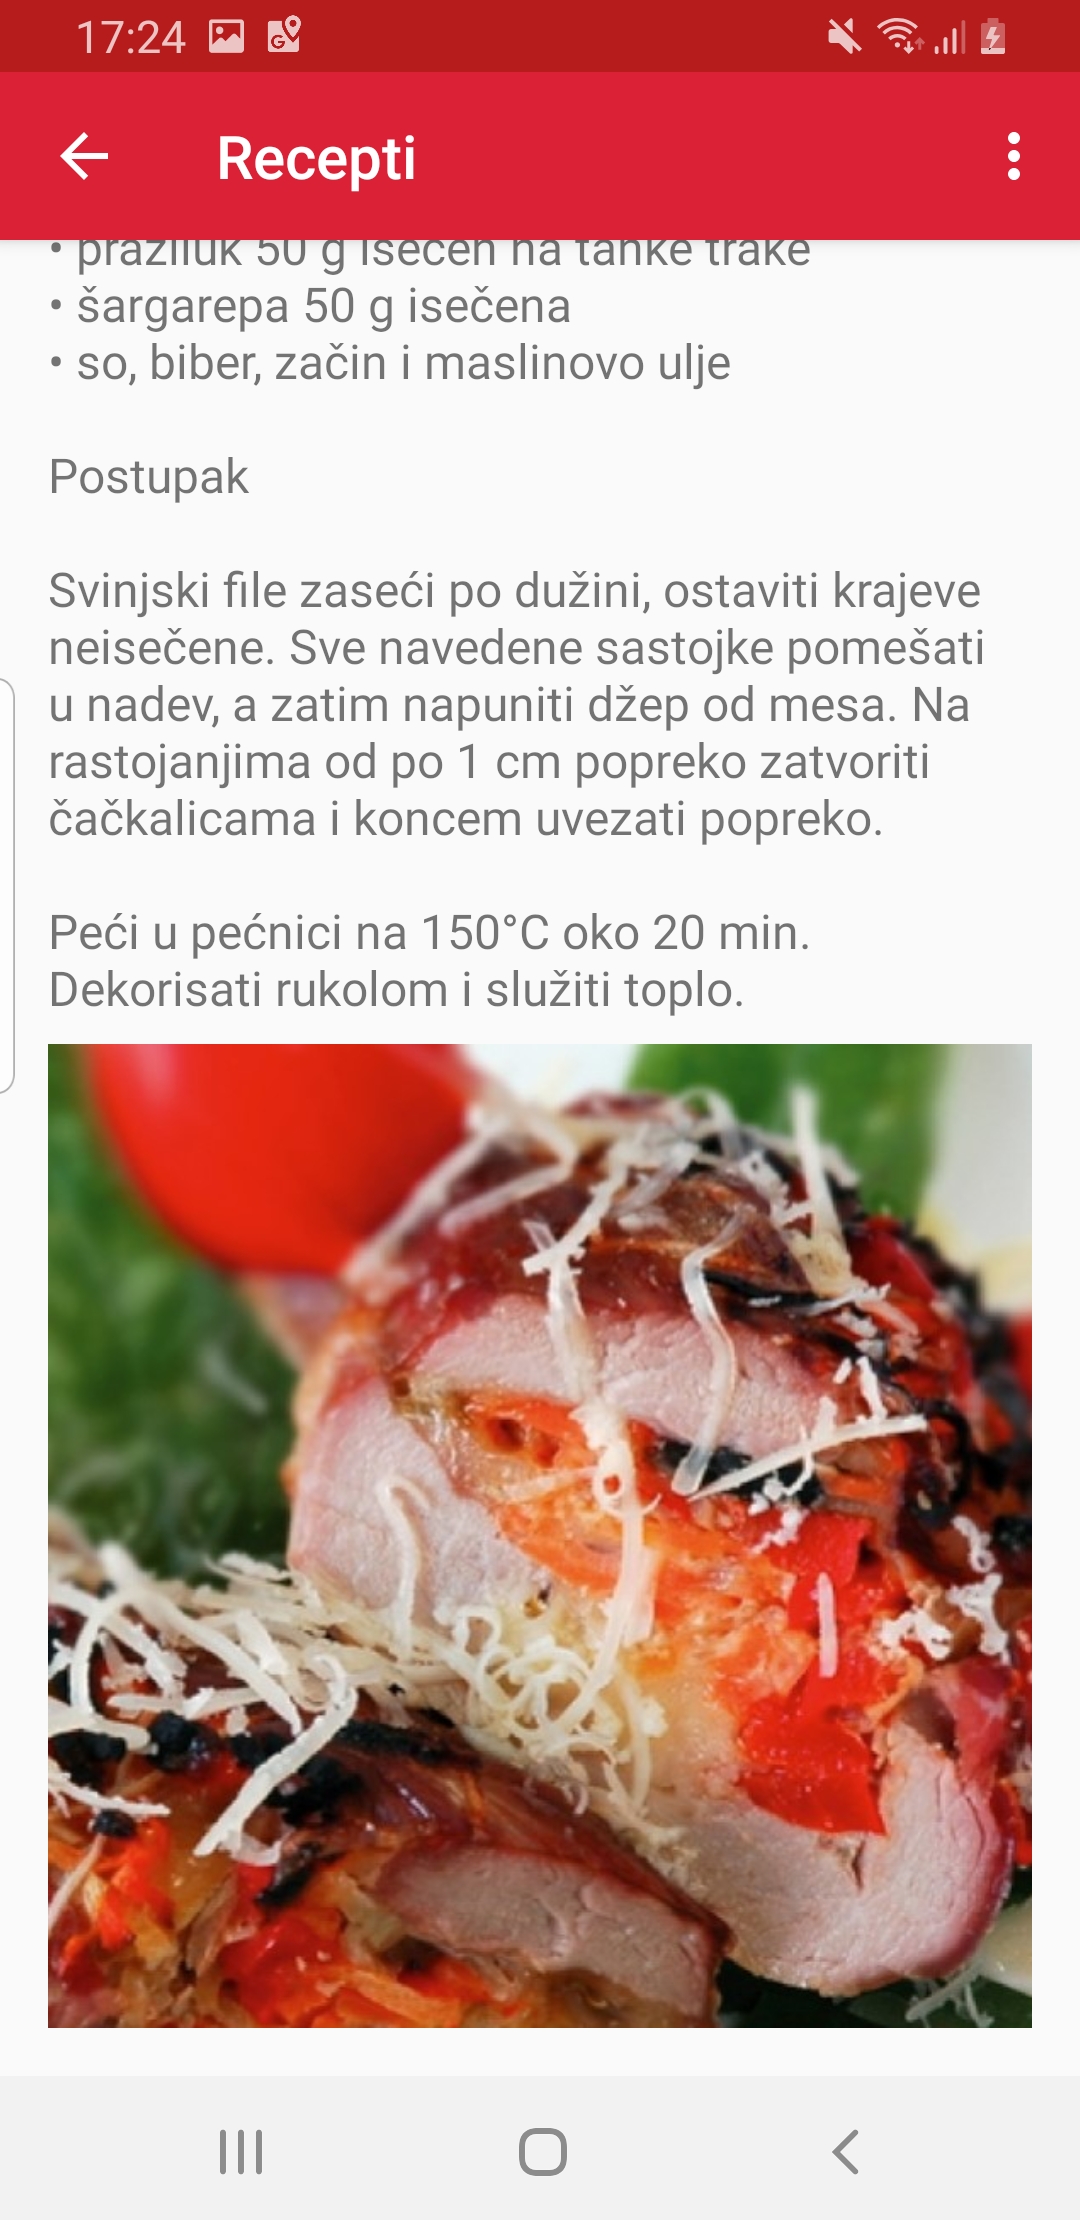 17:24
Recepti
• praziluk 50 g isečen na tanke trake
• šargarepa 50 g isečena
• so, biber, začin i maslinovo ulje
Postupak
Svinjski file zaseći po dužini, ostaviti krajeve
neisečene. Sve navedene sastojke pomešati
u nadev, a zatim napuniti džep od mesa. Na
rastojanjima od po 1 cm popreko zatvoriti
čačkalicama i koncem uvezati popreko.
Peći u pećnici na 150°C oko 20 min.
Dekorisati rukolom i služiti toplo.